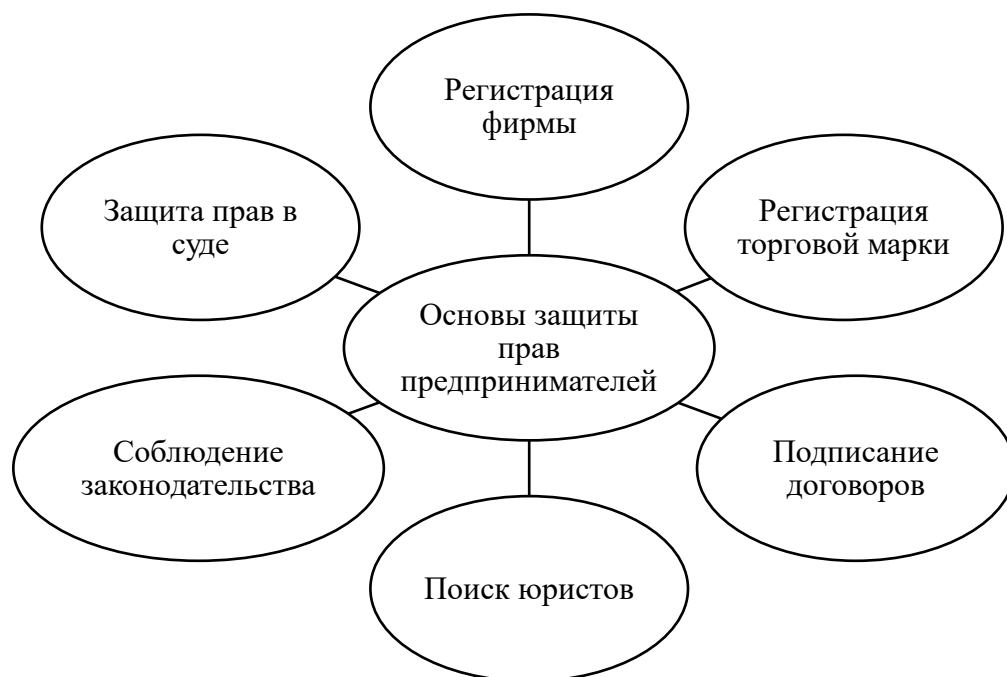 Регистрация
фирмы
Защита прав в
суде
Регистрация
торговой марки
Основы защиты
прав
предпринимателей
Соблюдение
законодательства
Подписание
договоров
Поиск юристов